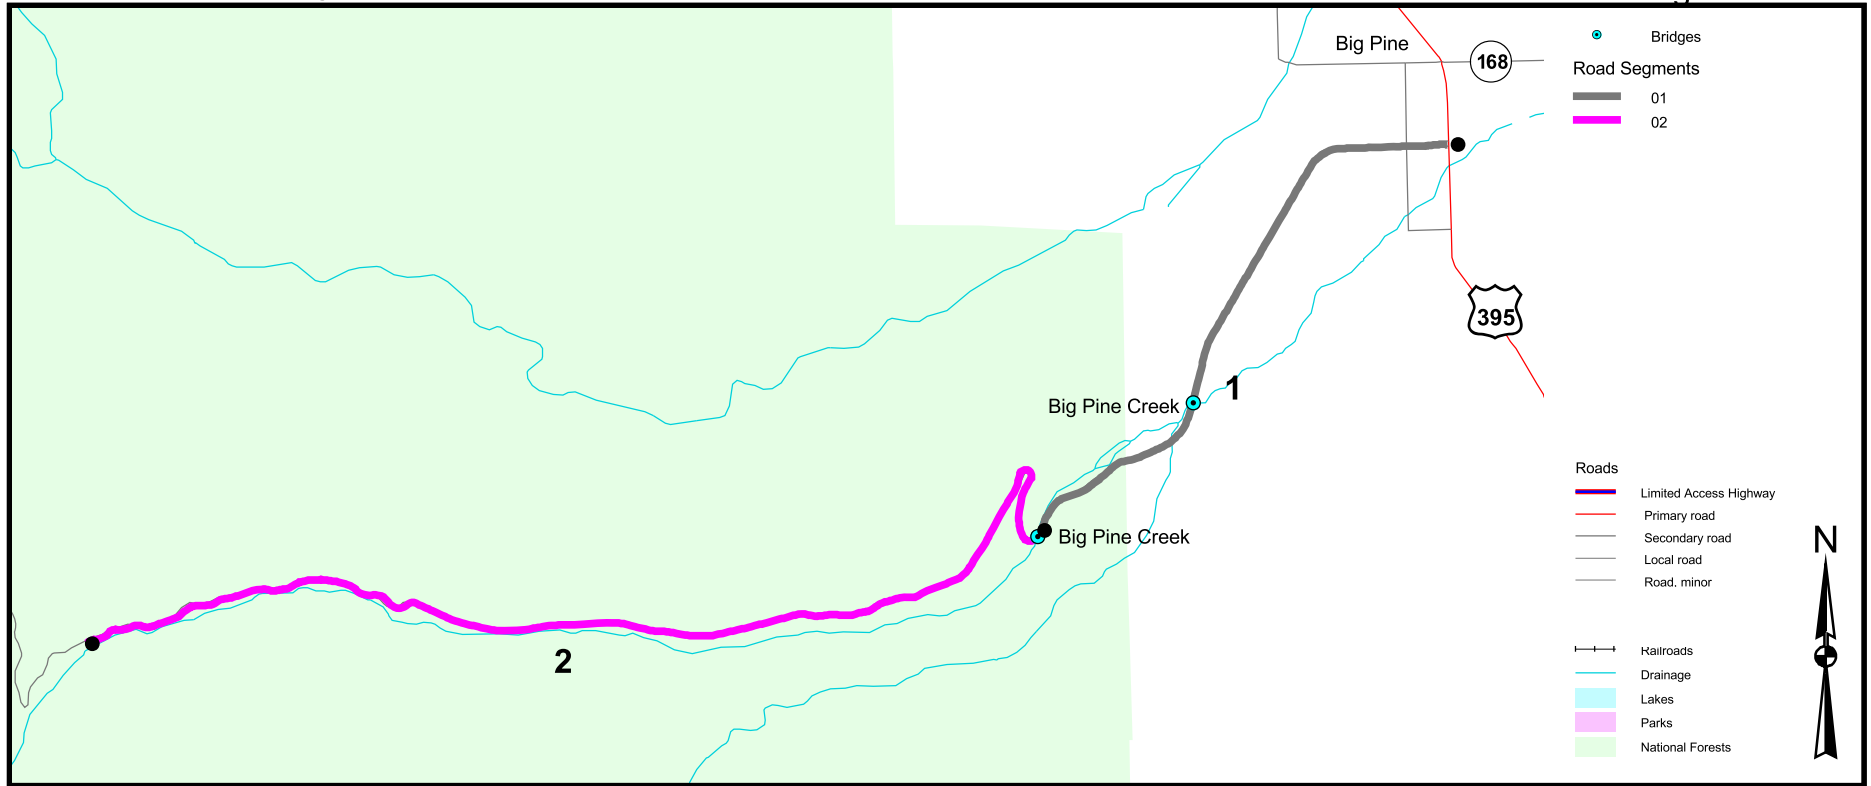 Big Pine
168
395
1
Big Pine Creek
Big Pine Creek
2
Bridges
Road Segments
01
02
Roads
Limited Access Highway
Primary road
Secondary road
Local road
Road, minor
N
Railroads
Drainage
Lakes
Parks
National Forests